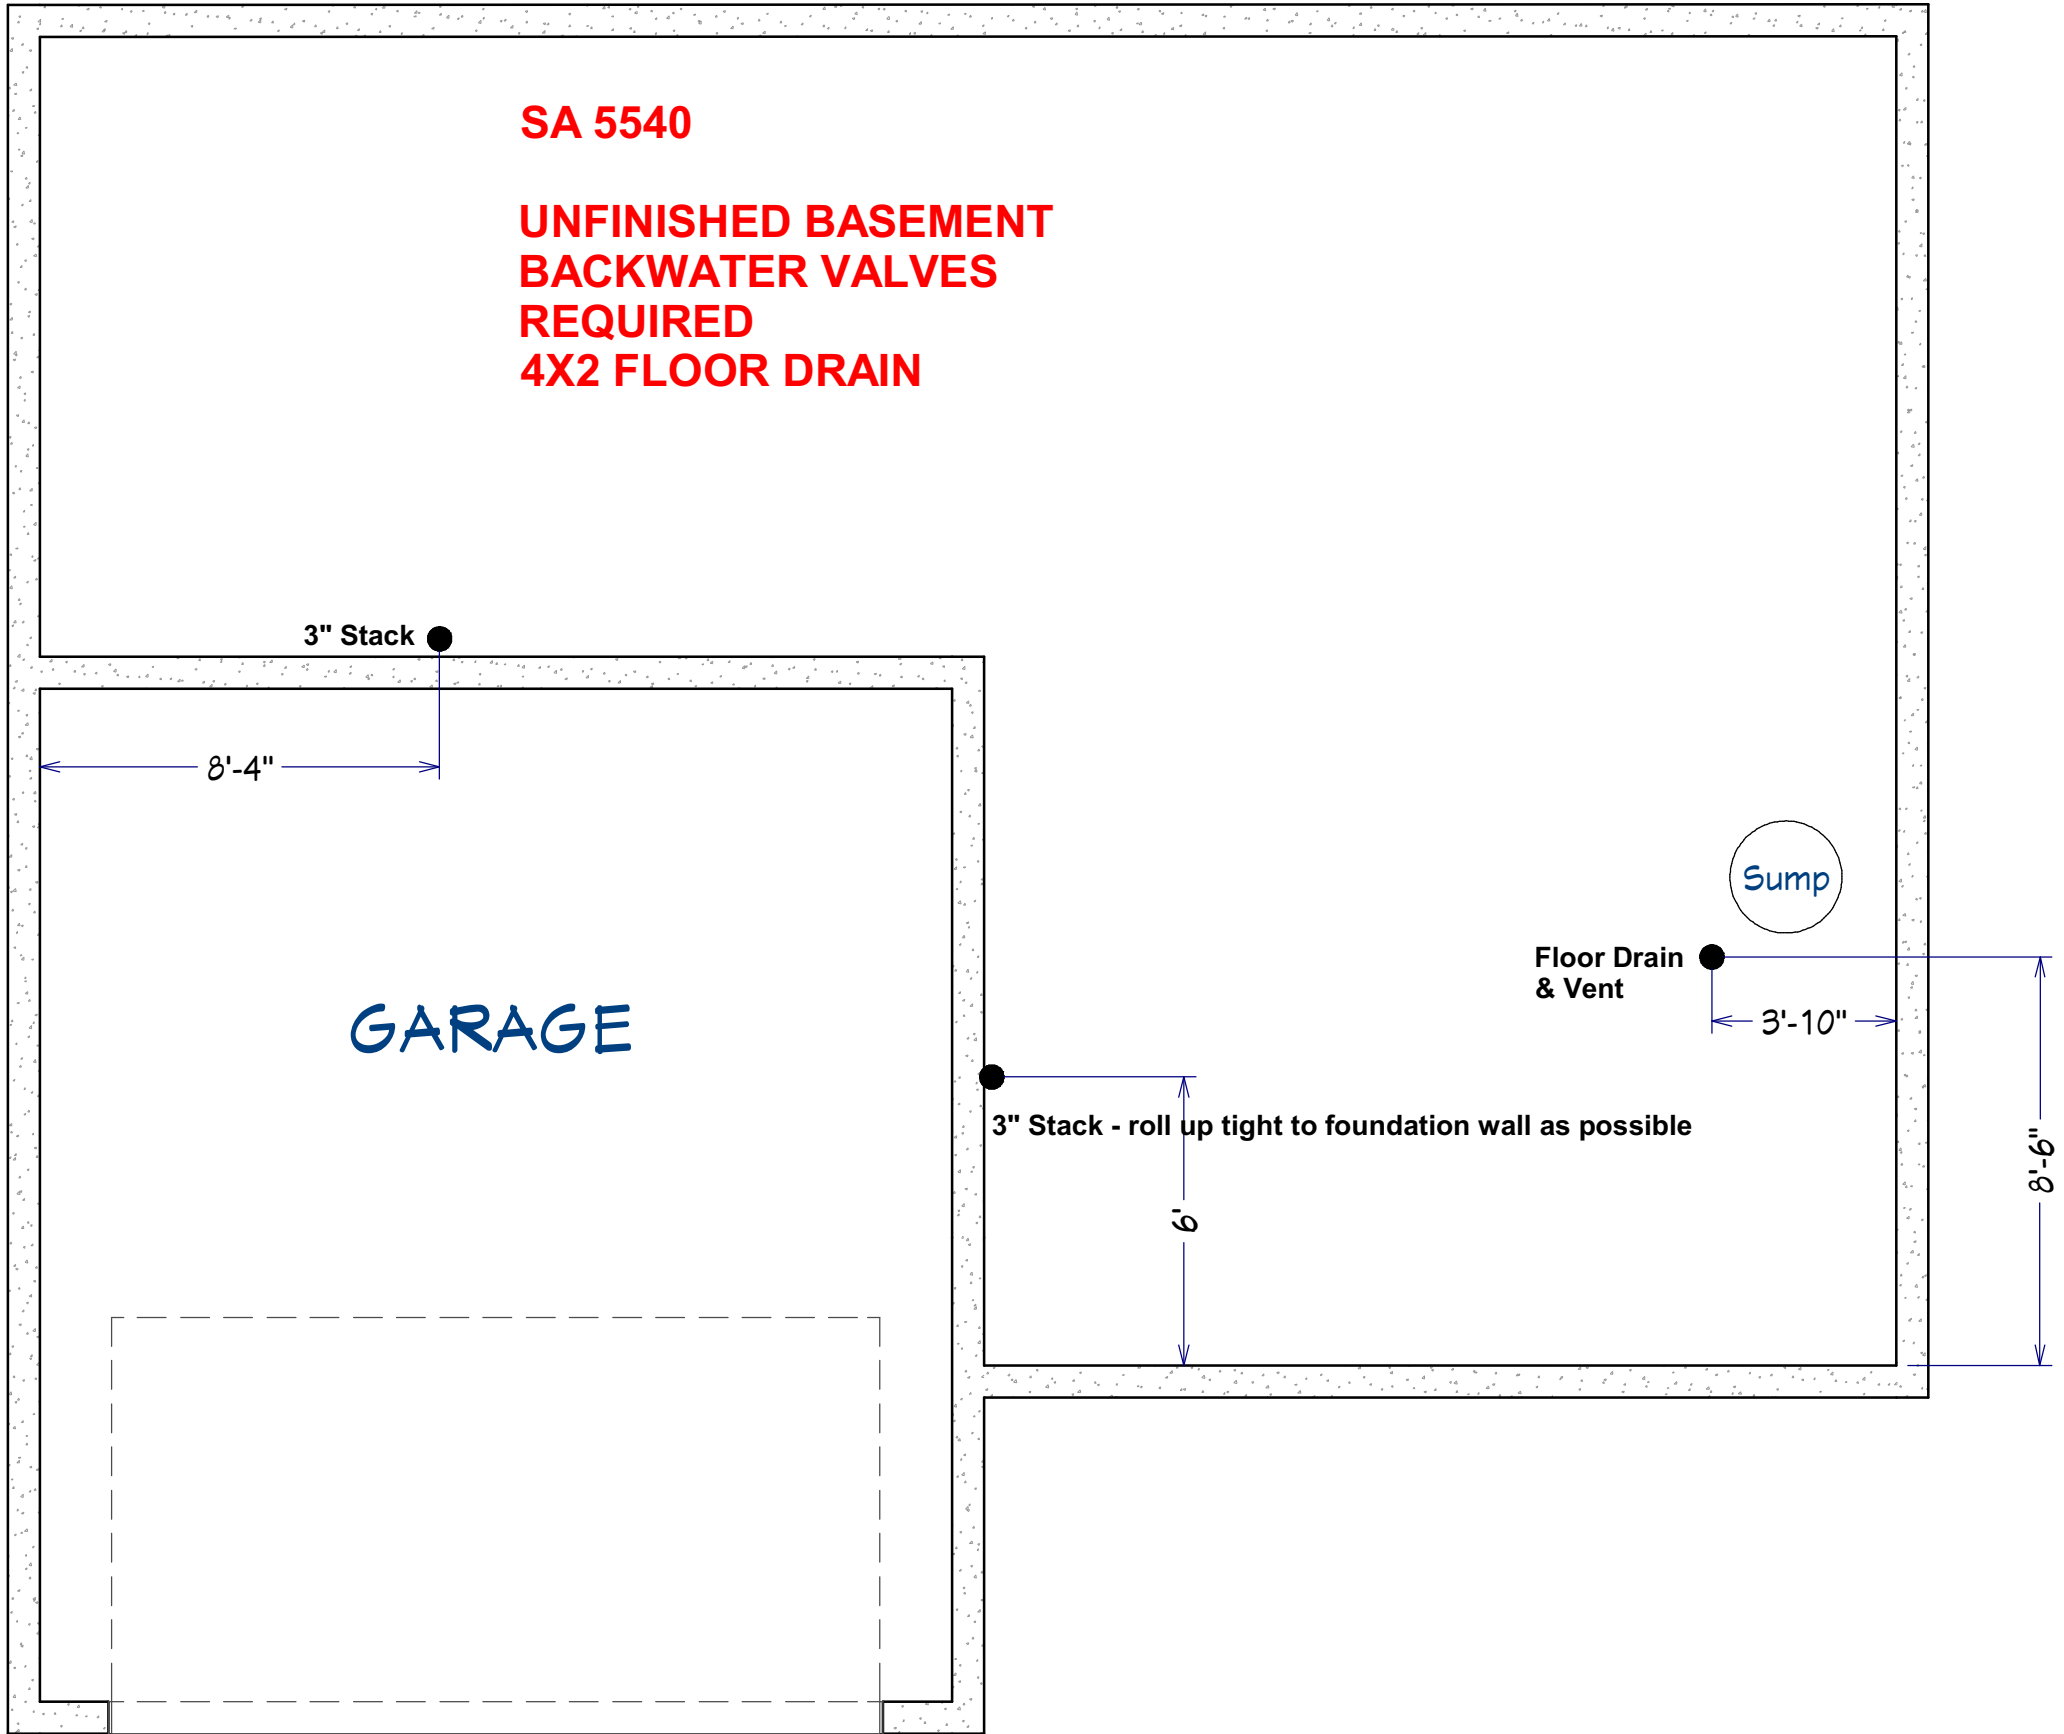 SA 5540
UNFINISHED BASEMENT
BACKWATER VALVES
REQUIRED
4X2 FLOOR DRAIN
3" Stack
8'-4"
Sump
Floor Drain
& Vent
3'-10"
GARAGE
3" Stack - roll up tight to foundation wall as possible
8'-6"
6'